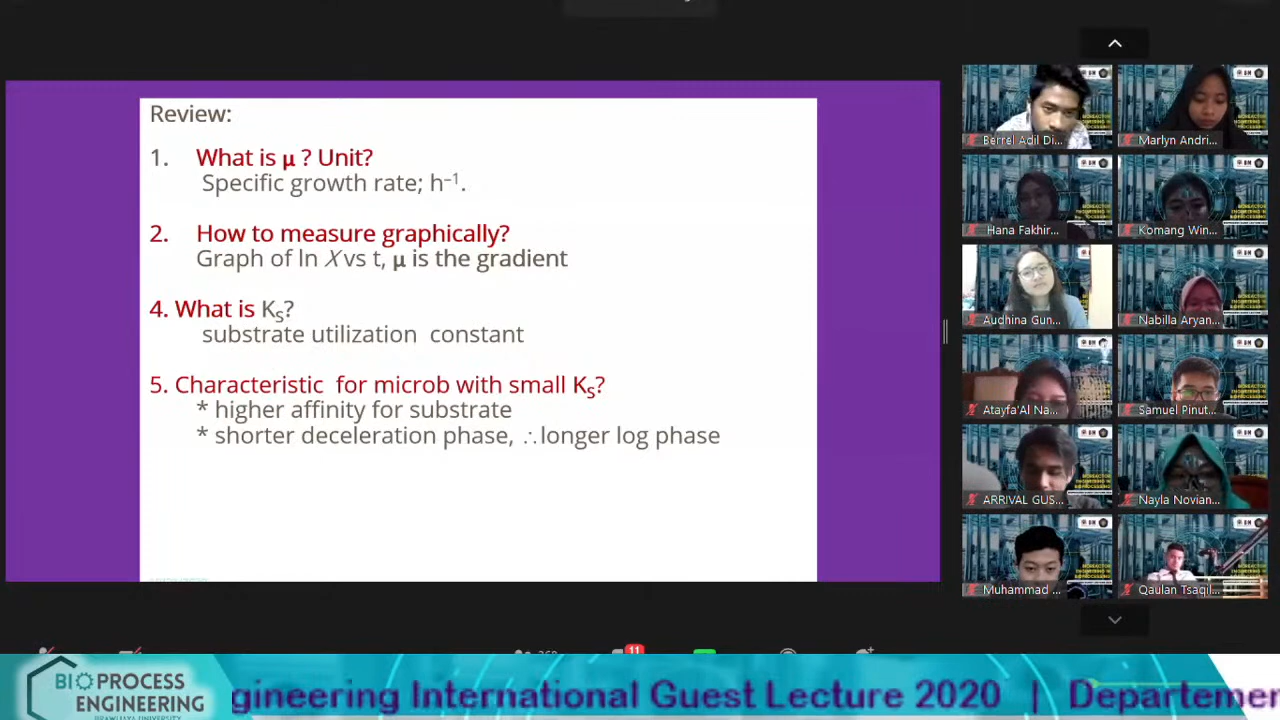 Review:
1. What is μ ? Unit?
Specific growth rate; h⁻¹.
2. How to measure graphically?
Graph of ln X vs t, μ is the gradient
4. What is Kₛ?
substrate utilization constant
5. Characteristic for microb with small Kₛ?
* higher affinity for substrate
* shorter deceleration phase, ∴longer log phase
Berrel Adil Di...
Marlyn Andri...
Hana Fakhir...
Komang Win...
Audhina Gun...
Nabilla Aryan...
Atayfa'Al Na...
Samuel Pinut...
ARRIVAL GUS...
Nayla Novian...
Muhammad ...
Qaulan Tsaqil...
11
BIOPROCESS
ENGINEERING
BRAWIJAYA UNIVERSITY
gineering International Guest Lecture 2020 | Departemen